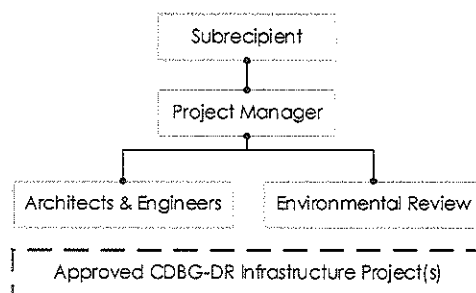 Subrecipient
Project Manager
Architects & Engineers
Environmental Review
Approved CDBG-DR Infrastructure Project(s)